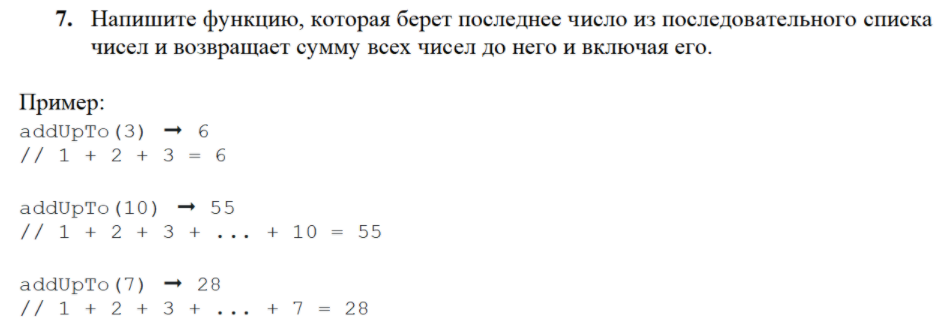 7. Напишите функцию, которая берет последнее число из последовательного списка
чисел и возвращает сумму всех чисел до него и включая его.
Пример:
addUpTo(3) ➞ 6
// 1 + 2 + 3 = 6
addUpTo(10) ➞ 55
// 1 + 2 + 3 + ... + 10 = 55
addUpTo(7) ➞ 28
// 1 + 2 + 3 + ... + 7 = 28